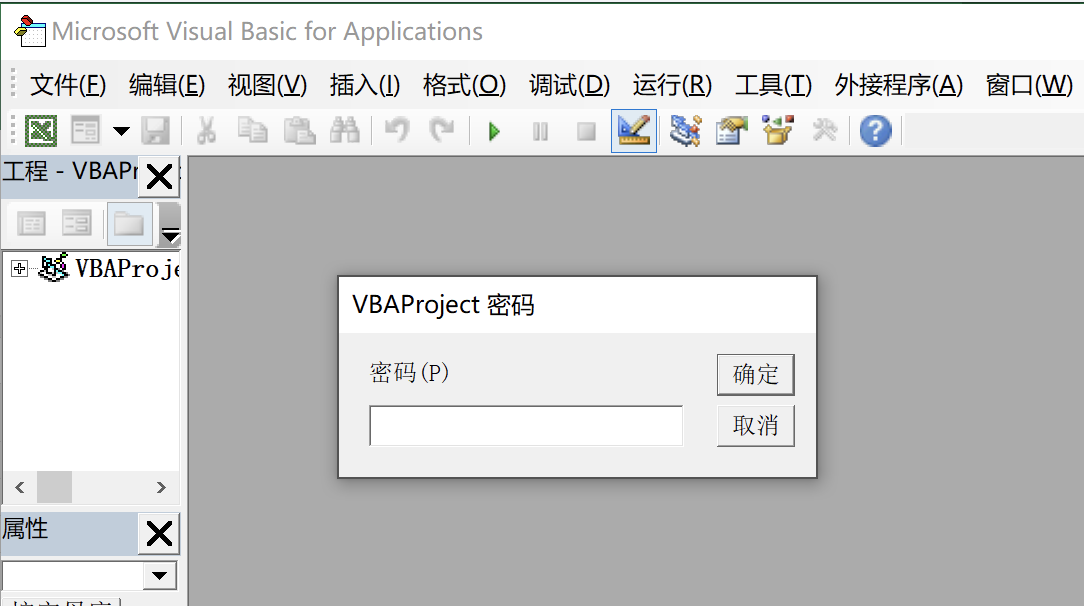 Microsoft Visual Basic for Applications
文件(F) 编辑(E) 视图(V) 插入(I) 格式(O) 调试(D) 运行(R) 工具(T) 外接程序(A) 窗口(W)
工程 - VBAPr
VBAProje
VBAProject 密码
密码(P)
确定
取消
属性